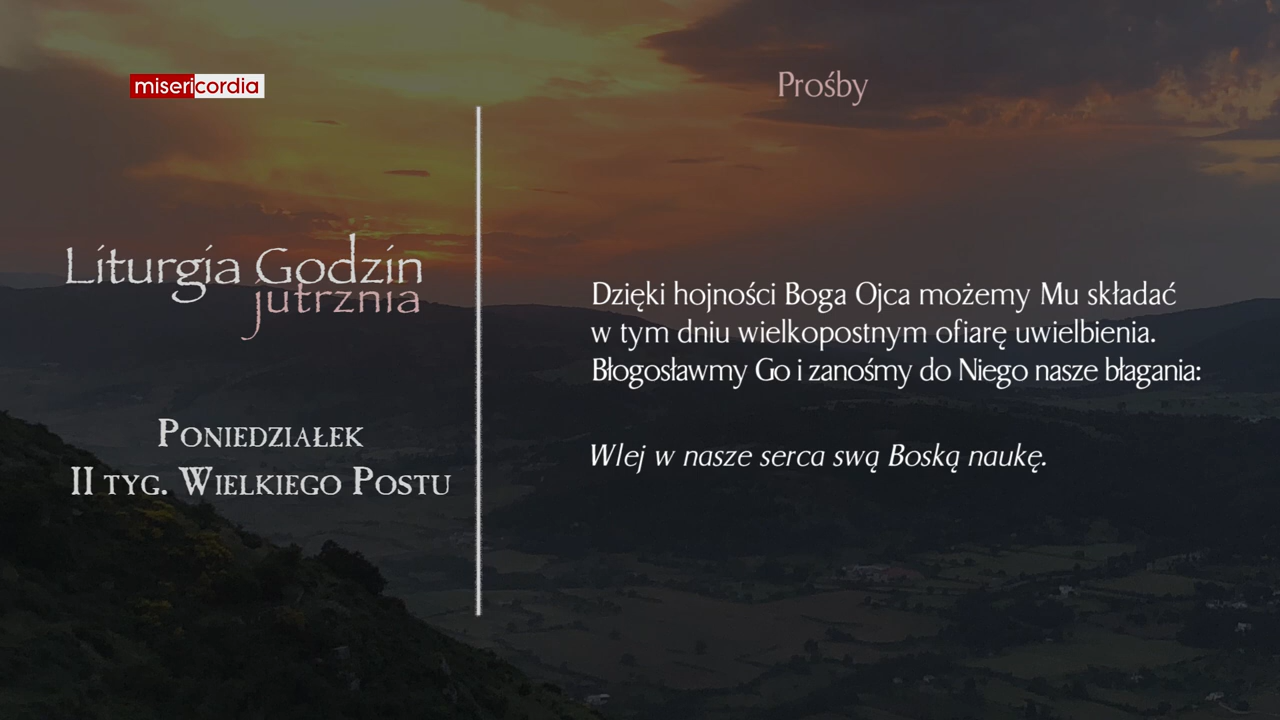 misericordia
Liturgia Godzin
jutrznia
Poniedziałek
II tyg. Wielkiego Postu
Prośby
Dzięki hojności Boga Ojca możemy Mu składać
w tym dniu wielkopostnym ofiarę uwielbienia.
Błogosławmy Go i zanośmy do Niego nasze błagania:
Wlej w nasze serca swą Boską naukę.